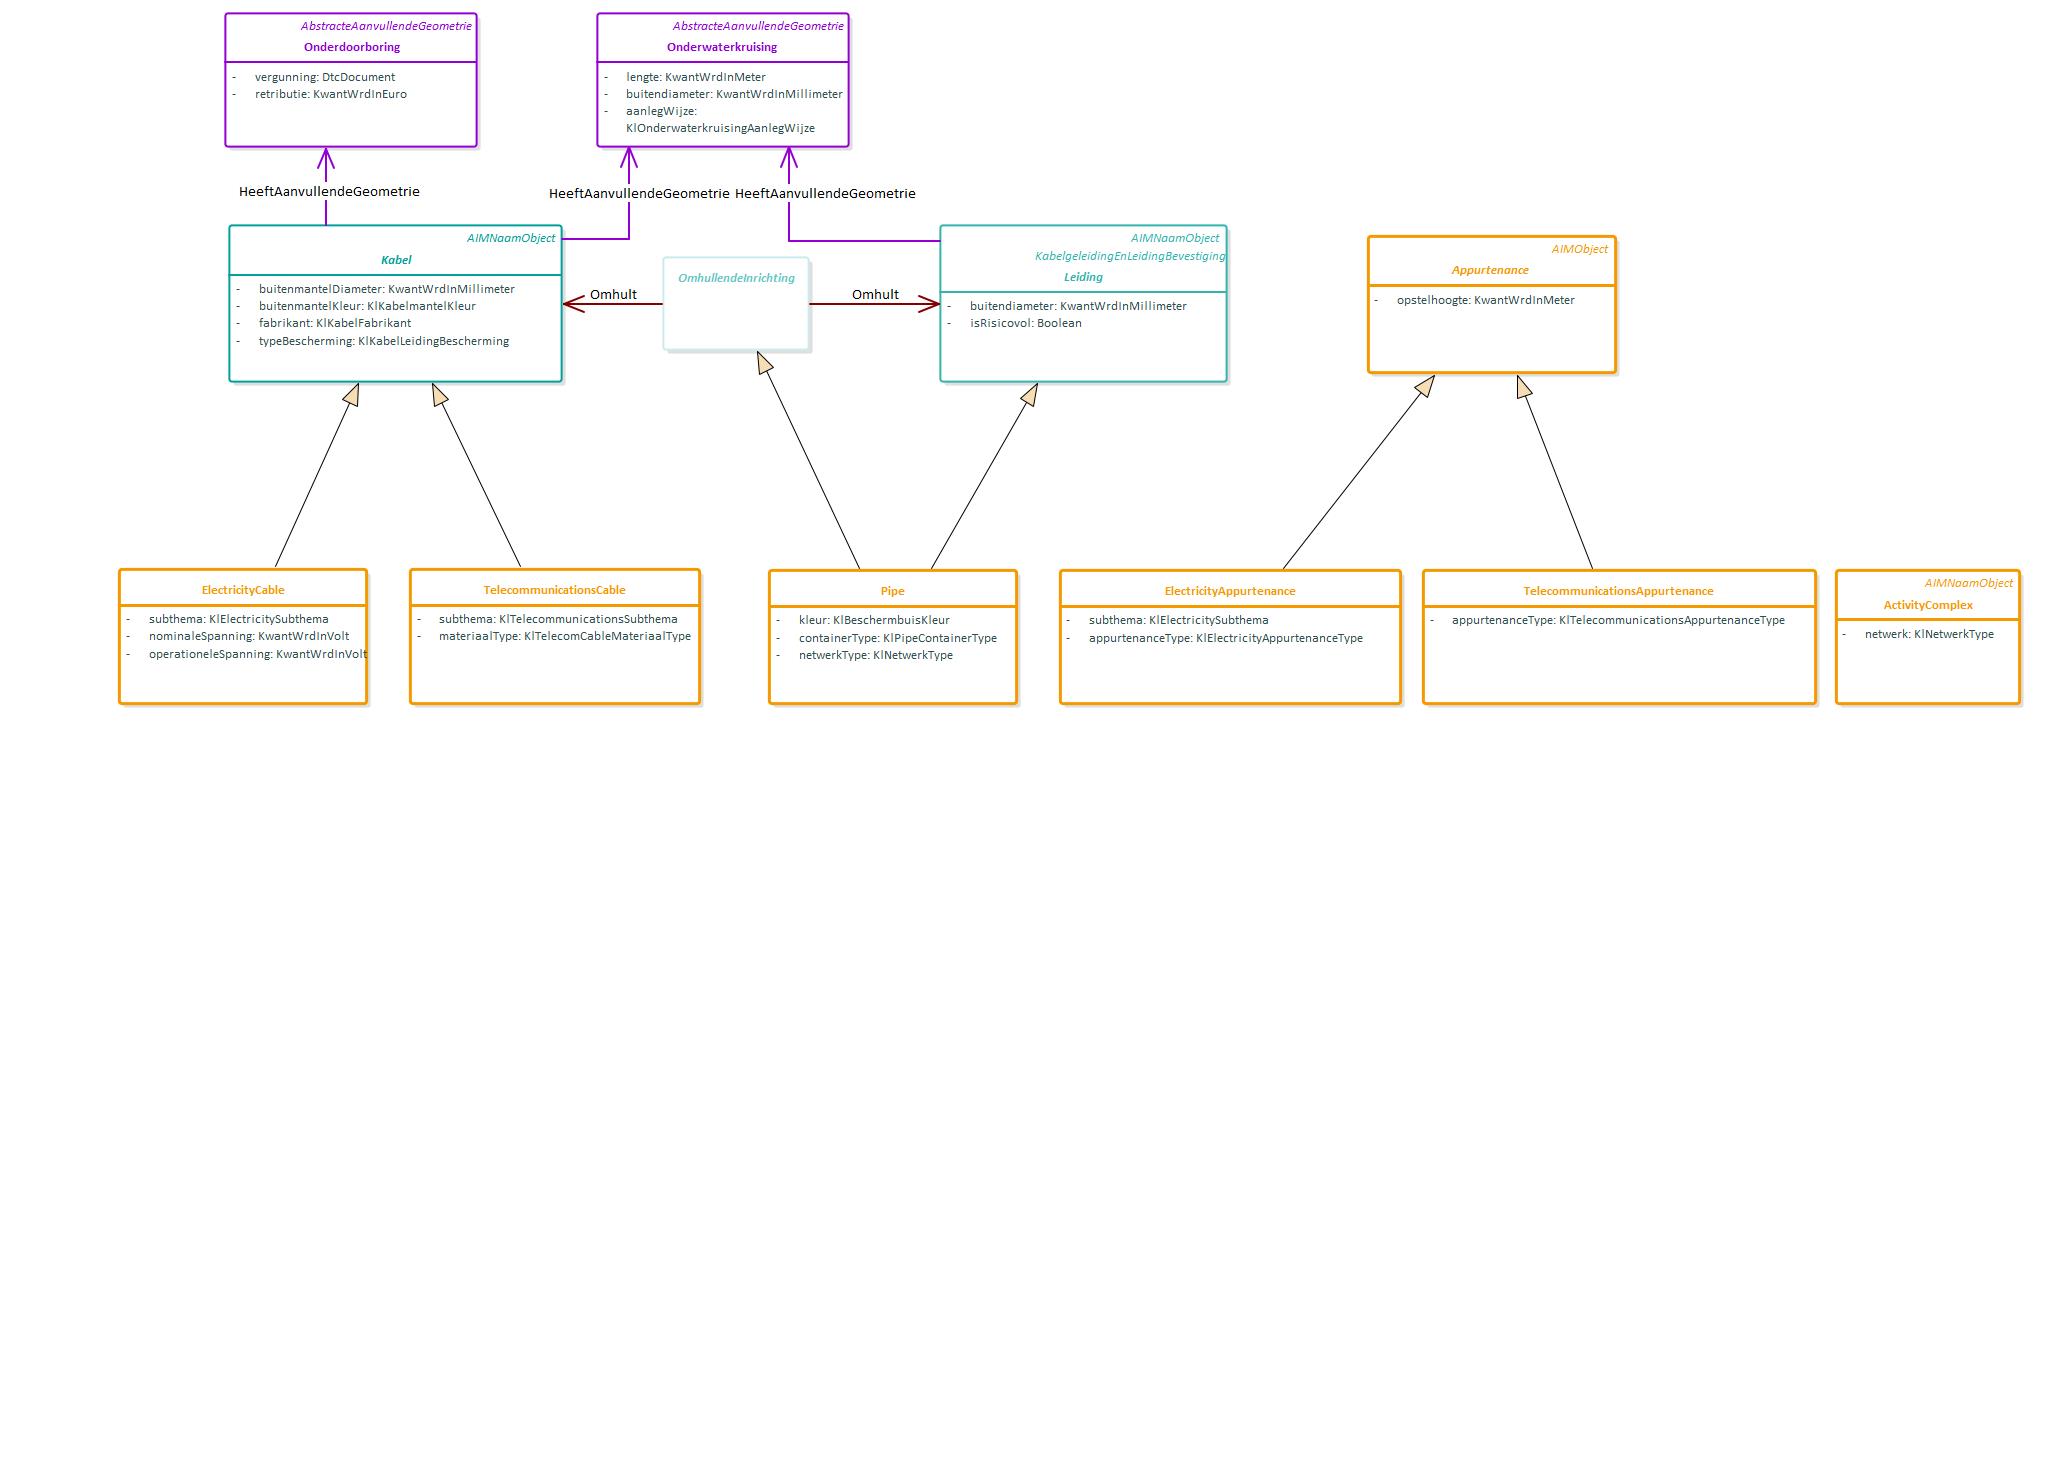 AbstracteAanvullendeGeometrie
Onderdoorboring
- vergunning: DtcDocument
- retributie: KwantWrdInEuro
AbstracteAanvullendeGeometrie
Onderwaterkruising
- lengte: KwantWrdInMeter
- buitendiameter: KwantWrdInMillimeter
- aanlegWijze:
KlOnderwaterkruisingAanlegWijze
HeeftAanvullendeGeometrie
HeeftAanvullendeGeometrie
HeeftAanvullendeGeometrie
AIMNaamObject
Kabel
- buitenmantelDiameter: KwantWrdInMillimeter
- buitenmantelKleur: KlKabelmantelKleur
- fabrikant: KlKabelFabrikant
- typeBescherming: KlKabelLeidingBescherming
Omhult
OmhullendeInrichting
Omhult
AIMNaamObject
KabelgeleidingEnLeidingBevestiging
Leiding
- buitendiameter: KwantWrdInMillimeter
- isRisicovol: Boolean
AIMObject
Appurtenance
- opstelhoogte: KwantWrdInMeter
ElectricityCable
- subthema: KlElectricitySubthema
- nominaleSpanning: KwantWrdInVolt
- operationeleSpanning: KwantWrdInVolt
TelecommunicationsCable
- subthema: KlTelecommunicationsSubthema
- materiaalType: KlTelecomCableMateriaalType
Pipe
- kleur: KlBeschermbuisKleur
- containerType: KlPipeContainerType
- netwerkType: KlNetwerkType
ElectricityAppurtenance
- subthema: KlElectricitySubthema
- appurtenanceType: KlElectricityAppurtenanceType
TelecommunicationsAppurtenance
- appurtenanceType: KlTelecommunicationsAppurtenanceType
AIMNaamObject
ActivityComplex
- netwerk: KlNetwerkType